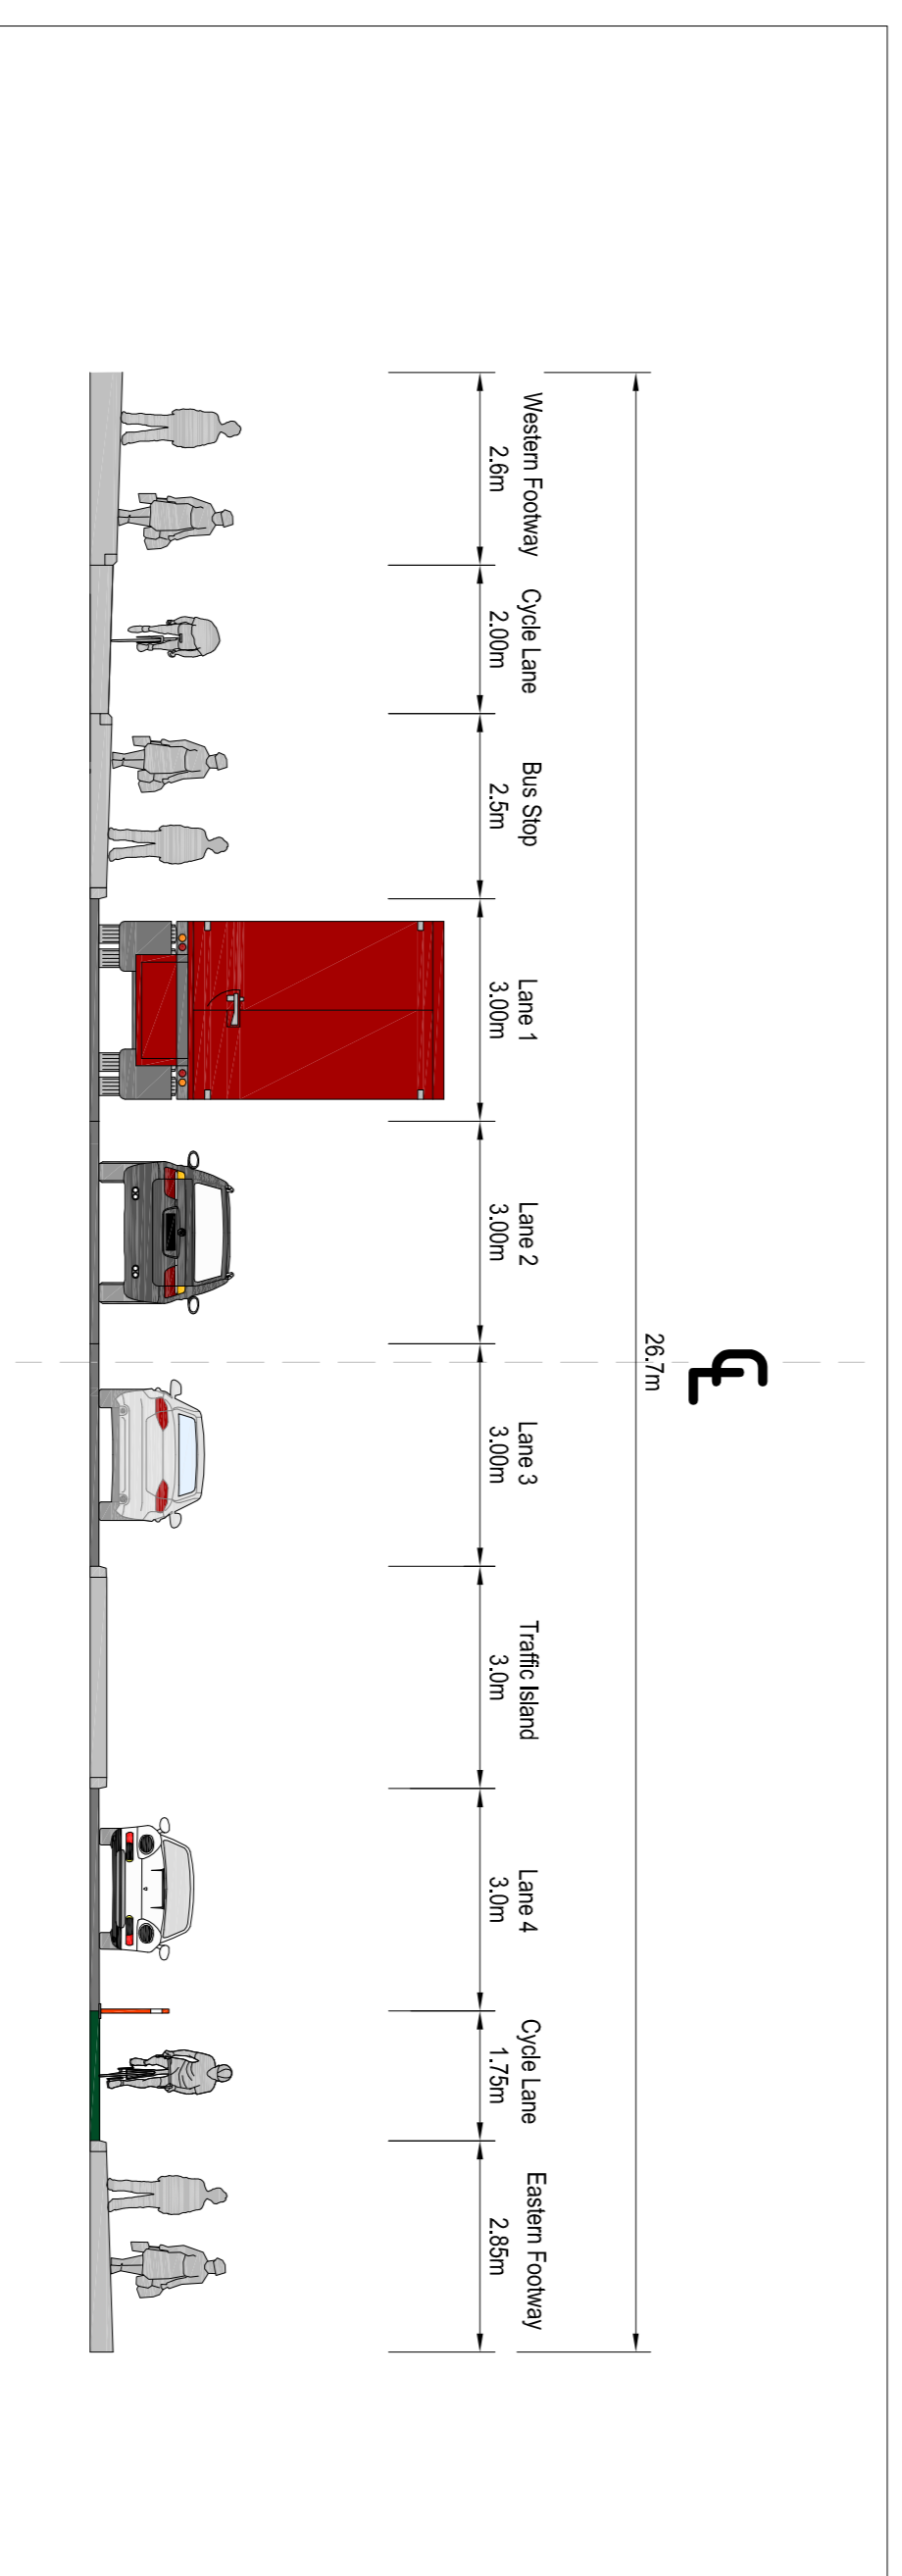 26.7m
Western Footway
2.6m
Cycle Lane
2.00m
Bus Stop
2.5m
Lane 1
3.00m
Lane 2
3.00m
Lane 3
3.00m
Traffic Island
3.0m
Lane 4
3.0m
Cycle Lane
1.75m
Eastern Footway
2.85m